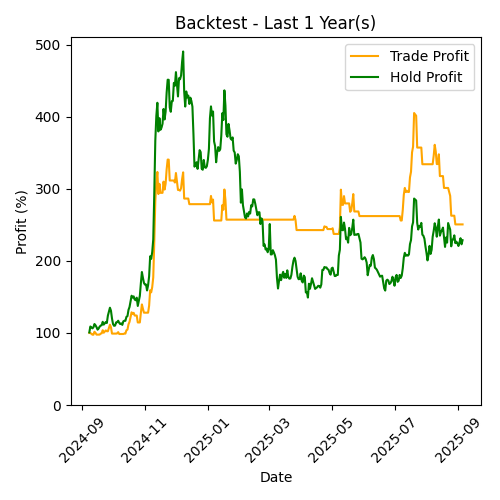 Backtest - Last 1 Year(s)
Trade Profit
Hold Profit
Profit (%)
500
400
300
200
100
0
2024-09
2024-11
2025-01
2025-03
2025-05
2025-07
2025-09
Date